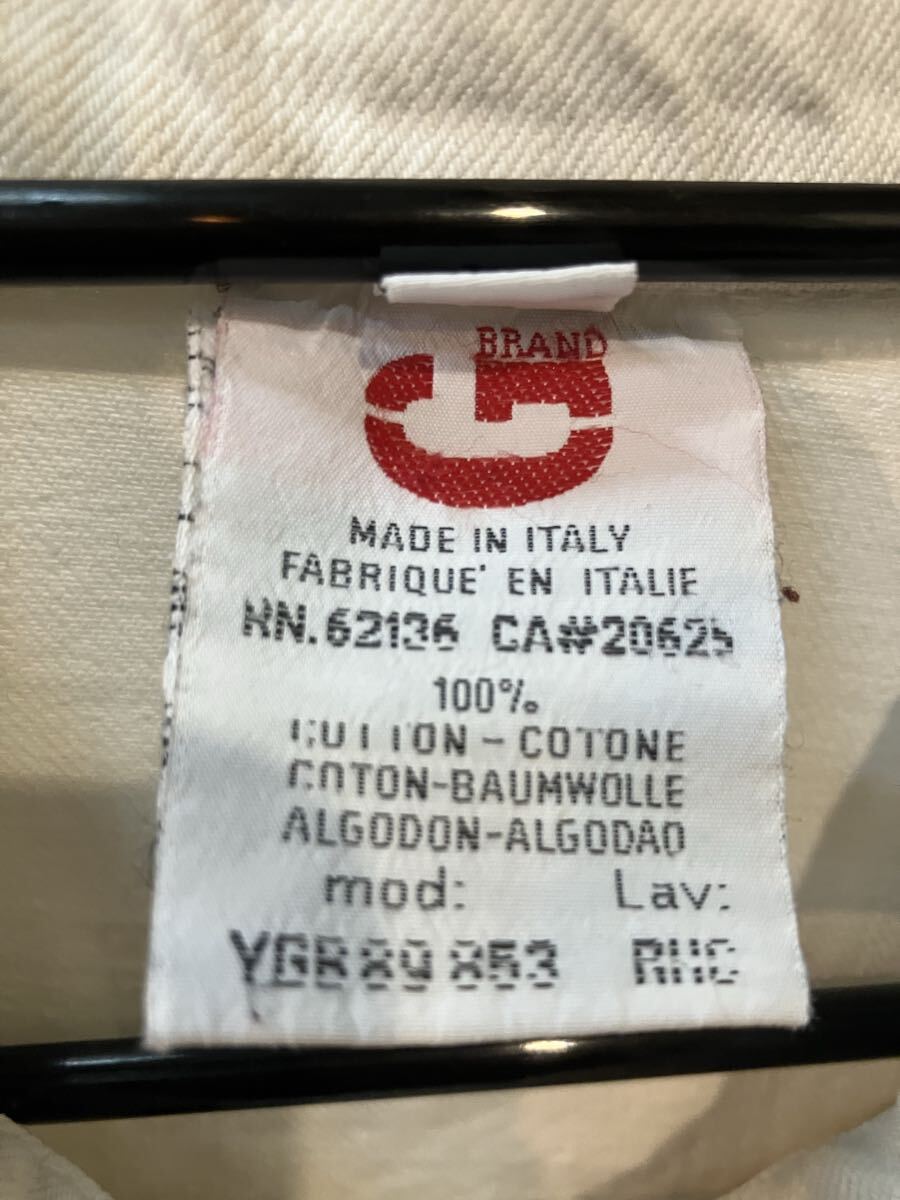 BRAND
G
MADE IN ITALY
FABRIQUE' EN ITALIE
RN.62136 CA#20625
100%
COTTON-COTONE
COTON-BAUMWOLLE
ALGODON-ALGODAO
mod: Lav:
RHC